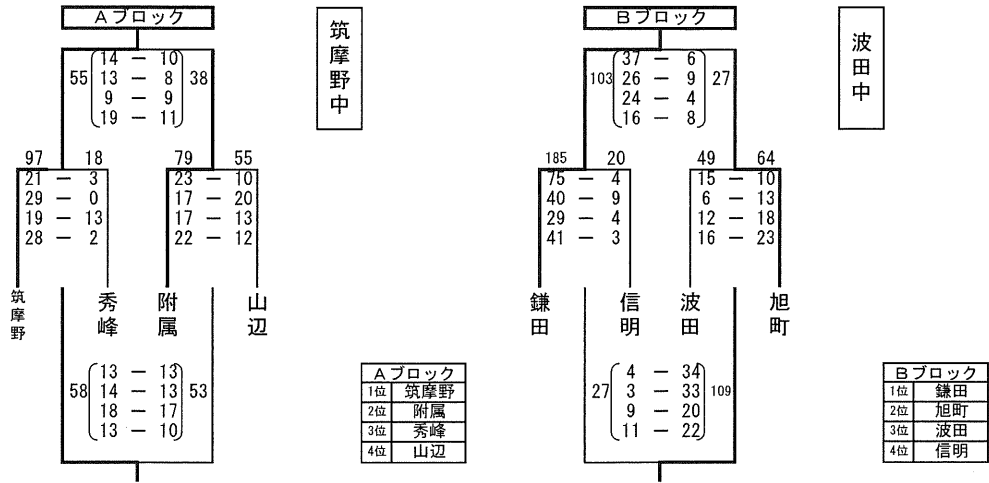 Aブロック
筑摩野中
55 14 — 10 38
13 — 8
9 — 9
19 — 11
97 18 79 55
21 — 3 23 — 10
29 — 0 17 — 20
19 — 13 17 — 13
28 — 2 22 — 12
筑摩野 秀峰 附属 山辺
58 13 — 13 53
14 — 13
18 — 17
13 — 10
Aブロック
1位 筑摩野
2位 附属
3位 秀峰
4位 山辺
Bブロック
波田中
103 37 — 6 27
26 — 9
24 — 4
16 — 8
185 20 49 64
75 — 4 15 — 10
40 — 9 6 — 13
29 — 4 12 — 18
41 — 3 16 — 23
鎌田 信明 波田 旭町
27 4 — 34 109
3 — 33
9 — 20
11 — 22
Bブロック
1位 鎌田
2位 旭町
3位 波田
4位 信明